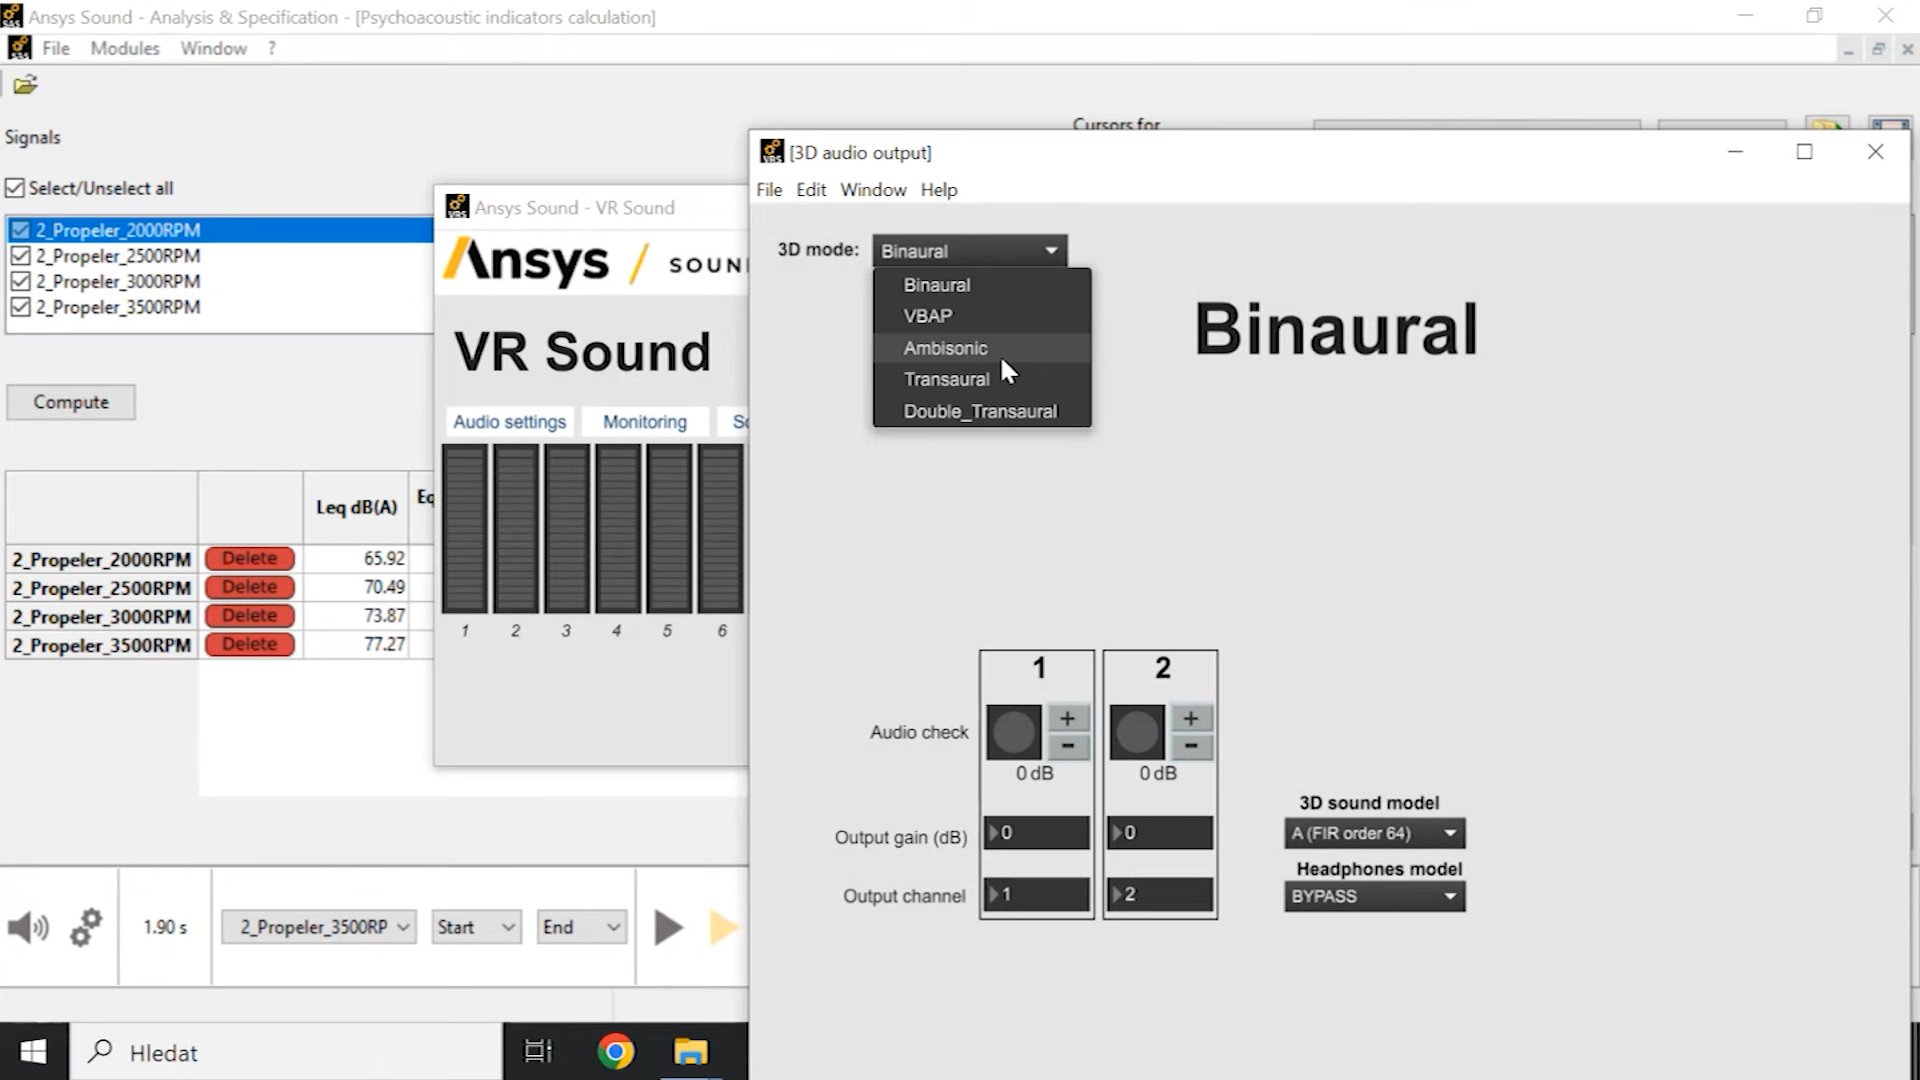 Ansys Sound - Analysis & Specification - [Psychoacoustic indicators calculation]
File Modules Window ?
Signals
Cursors for
Select/Unselect all
2_Propeler_2000RPM
2_Propeler_2500RPM
2_Propeler_3000RPM
2_Propeler_3500RPM
Compute
Leq dB(A) Eq
2_Propeler_2000RPM Delete 65.92
2_Propeler_2500RPM Delete 70.49
2_Propeler_3000RPM Delete 73.87
2_Propeler_3500RPM Delete 77.27
1.90 s 2_Propeler_3500RP Start End
Ansys Sound - VR Sound
Ansys / SOUN
VR Sound
Audio settings Monitoring So
1 2 3 4 5 6
[3D audio output]
File Edit Window Help
3D mode: Binaural
Binaural
VBAP
Ambisonic
Transaural
Double_Transaural
Binaural
1 2
Audio check + - + -
0 dB 0 dB
Output gain (dB) 0 0
Output channel 1 2
3D sound model
A (FIR order 64)
Headphones model
BYPASS
Hledat